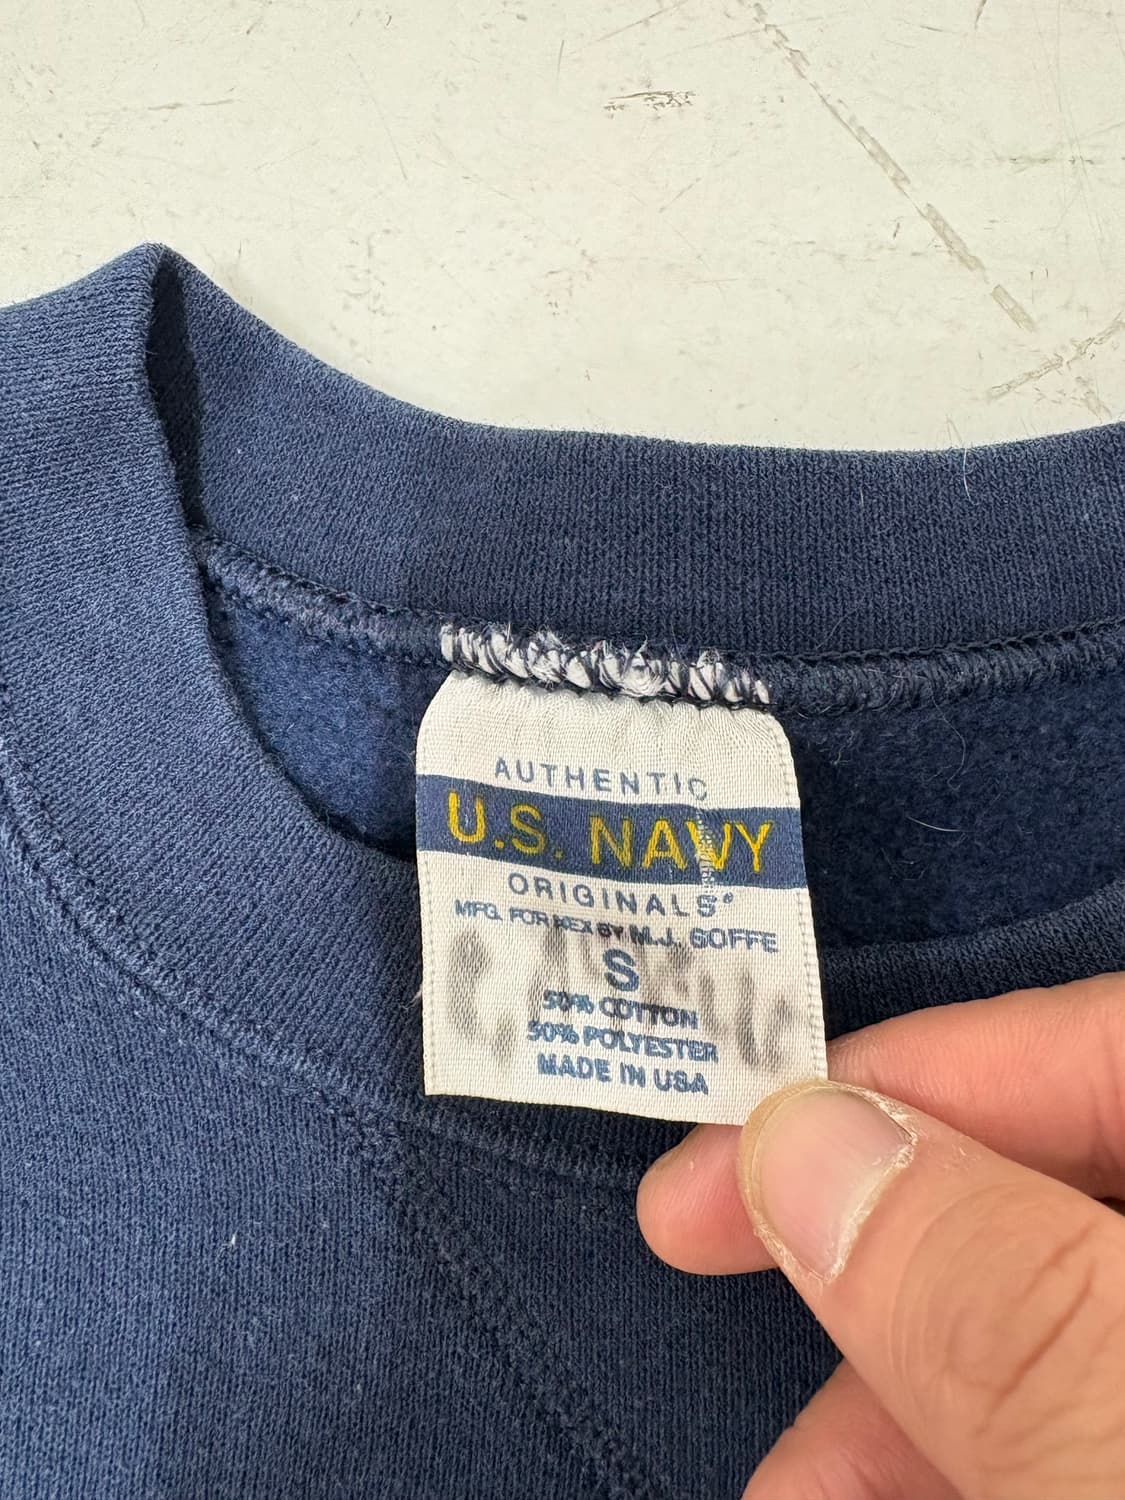 AUTHENTIC
U.S. NAVY
ORIGINALS®
MFG. FOR NEX BY M.J. SOFFE
S
50% COTTON
50% POLYESTER
MADE IN USA